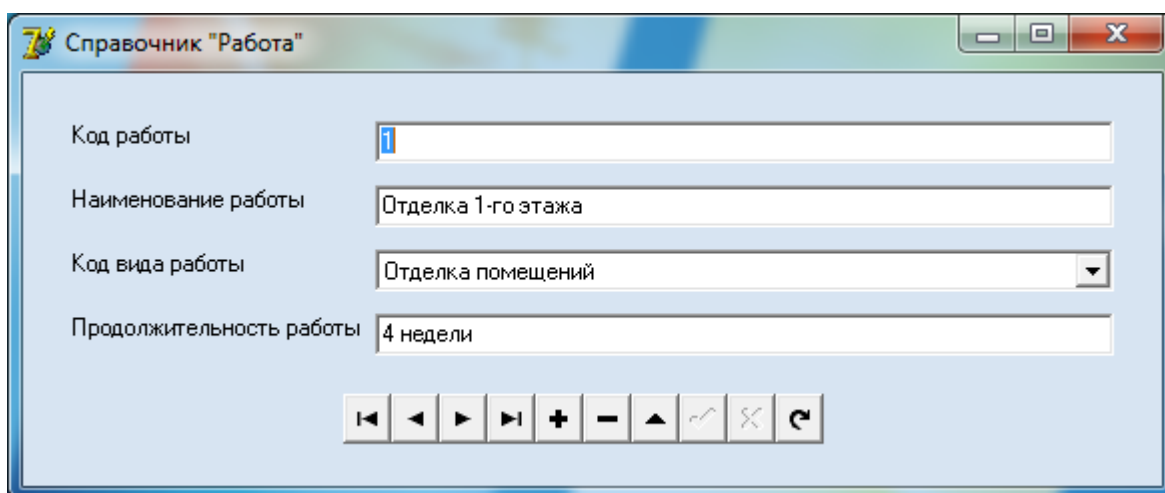 Справочник "Работа"
Код работы
1
Наименование работы
Отделка 1-го этажа
Код вида работы
Отделка помещений
Продолжительность работы
4 недели